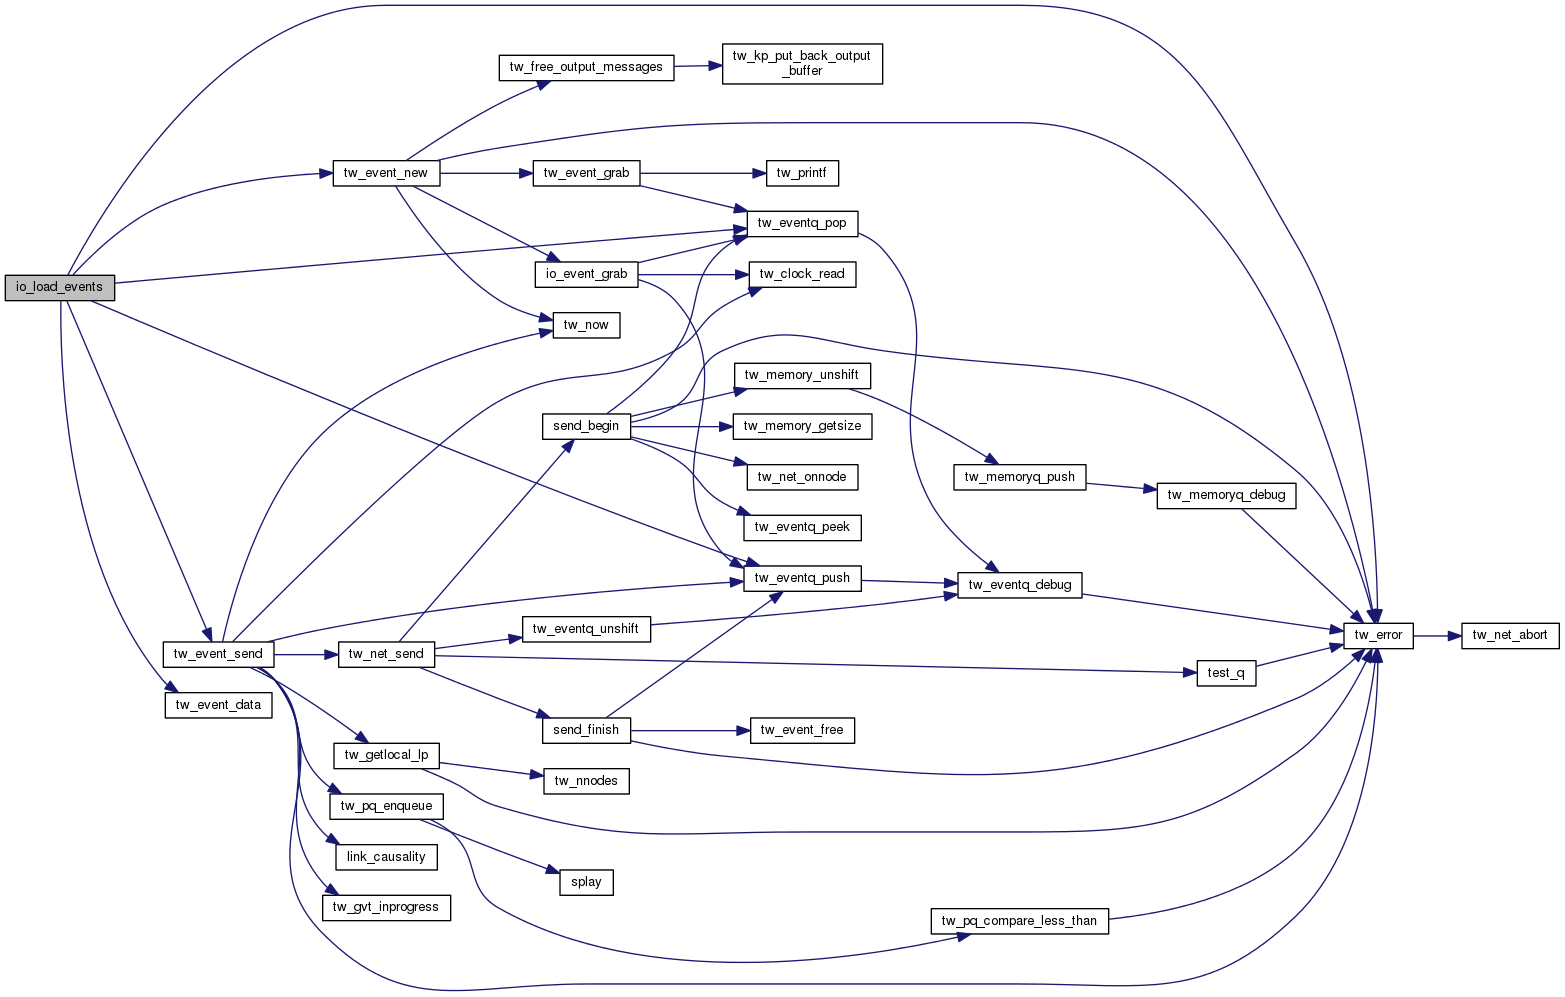 tw_kp_put_back_output
_buffer
tw_free_output_messages
tw_event_new
tw_event_grab
tw_printf
tw_eventq_pop
io_load_events
io_event_grab
tw_clock_read
tw_now
tw_memory_unshift
send_begin
tw_memory_getsize
tw_net_onnode
tw_memoryq_push
tw_memoryq_debug
tw_eventq_peek
tw_eventq_push
tw_eventq_debug
tw_eventq_unshift
tw_error
tw_net_abort
tw_event_send
tw_net_send
test_q
tw_event_data
send_finish
tw_event_free
tw_getlocal_lp
tw_nnodes
tw_pq_enqueue
link_causality
splay
tw_gvt_inprogress
tw_pq_compare_less_than